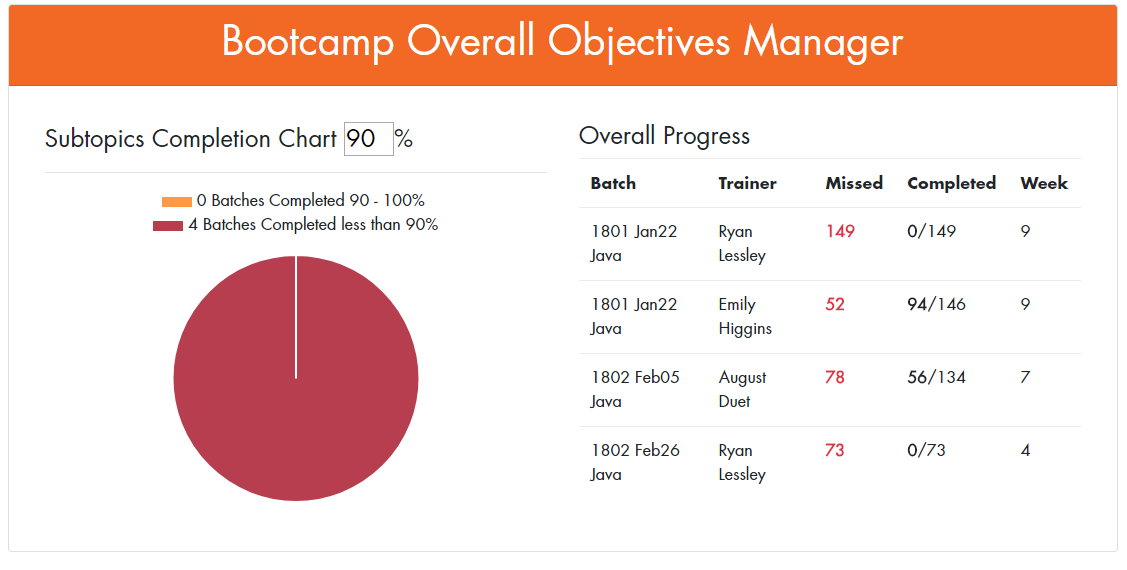 Bootcamp Overall Objectives Manager
Subtopics Completion Chart 90 %
0 Batches Completed 90 - 100%
4 Batches Completed less than 90%
Overall Progress
Batch Trainer Missed Completed Week
1801 Jan22 Ryan 149 0/149 9
Java Lessley
1801 Jan22 Emily 52 94/146 9
Java Higgins
1802 Feb05 August 78 56/134 7
Java Duet
1802 Feb26 Ryan 73 0/73 4
Java Lessley